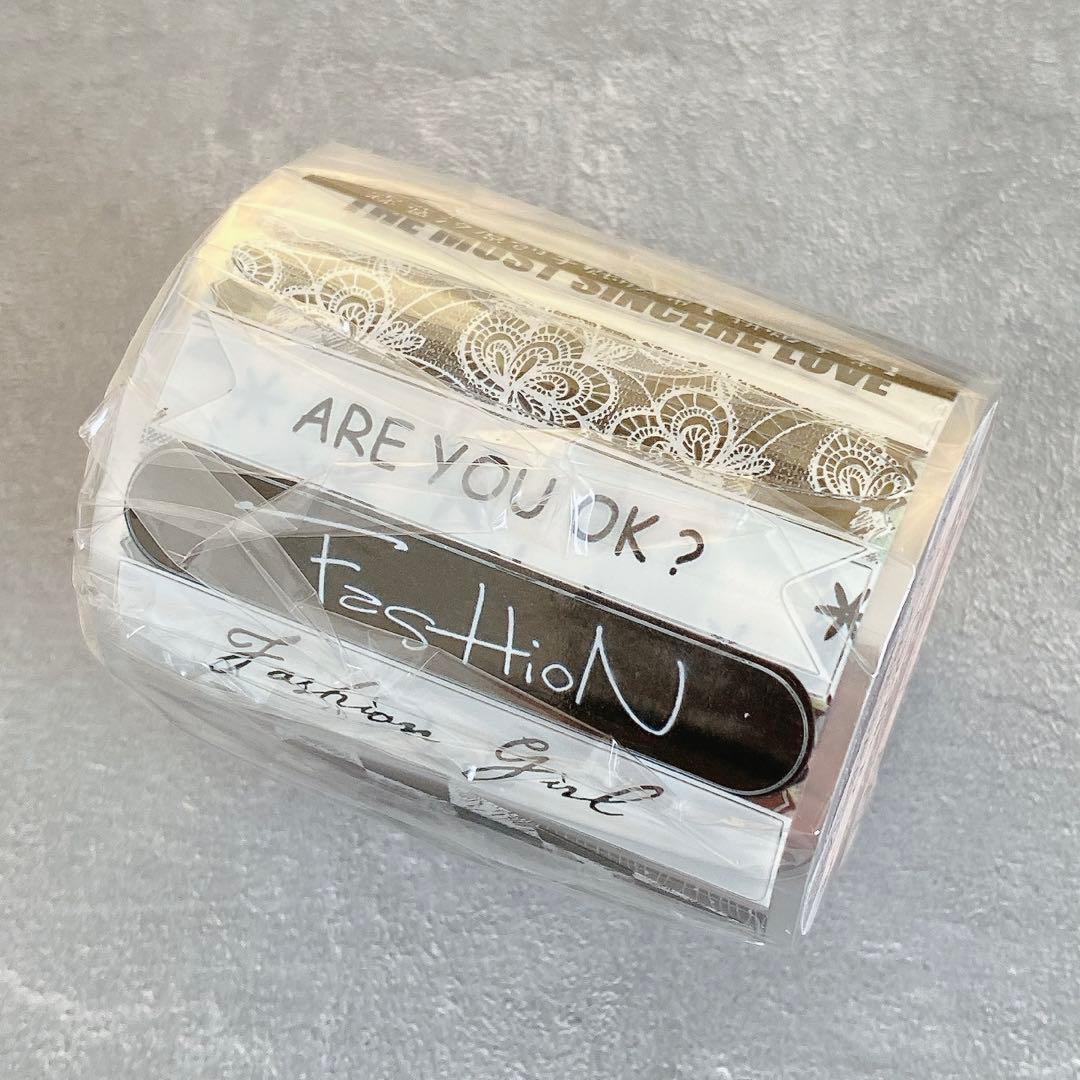 THE MOST SINCERE LOVE
ARE YOU OK?
FasHioN
Fashion Girl